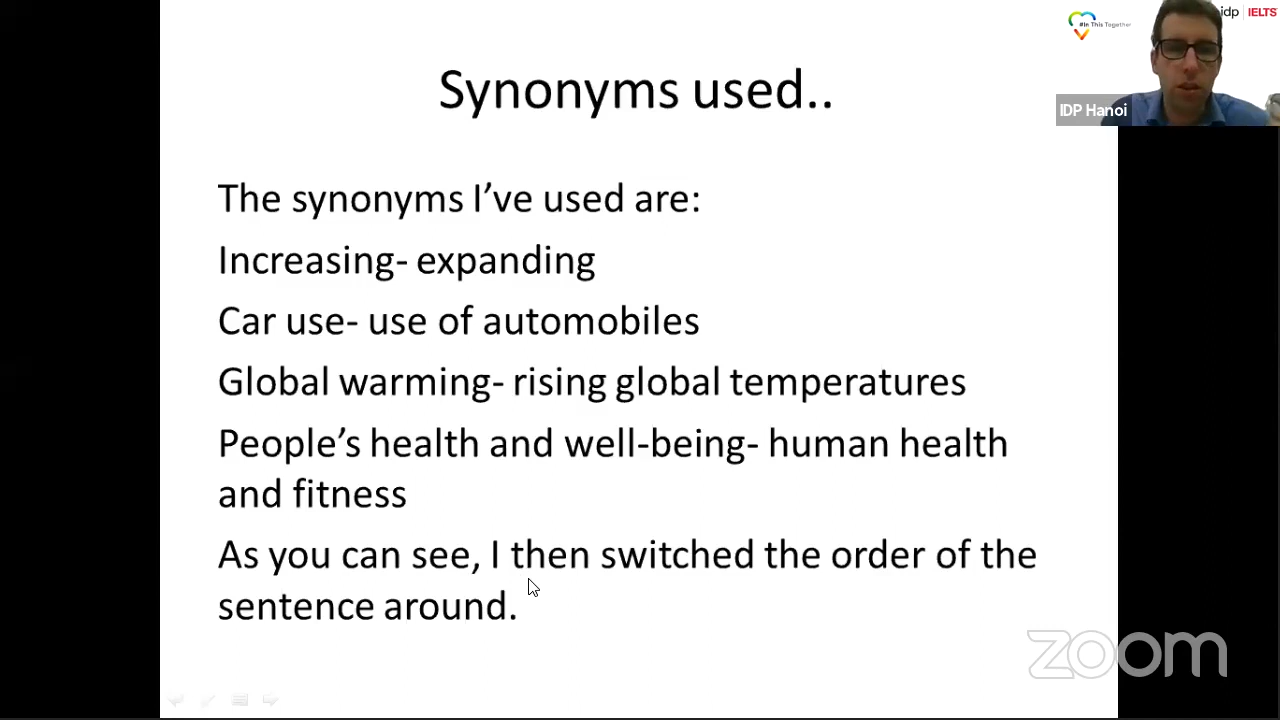 #In This Together
idp | IELTS
IDP Hanoi
Synonyms used..
The synonyms I’ve used are:
Increasing- expanding
Car use- use of automobiles
Global warming- rising global temperatures
People’s health and well-being- human health
and fitness
As you can see, I then switched the order of the
sentence around.
zoom